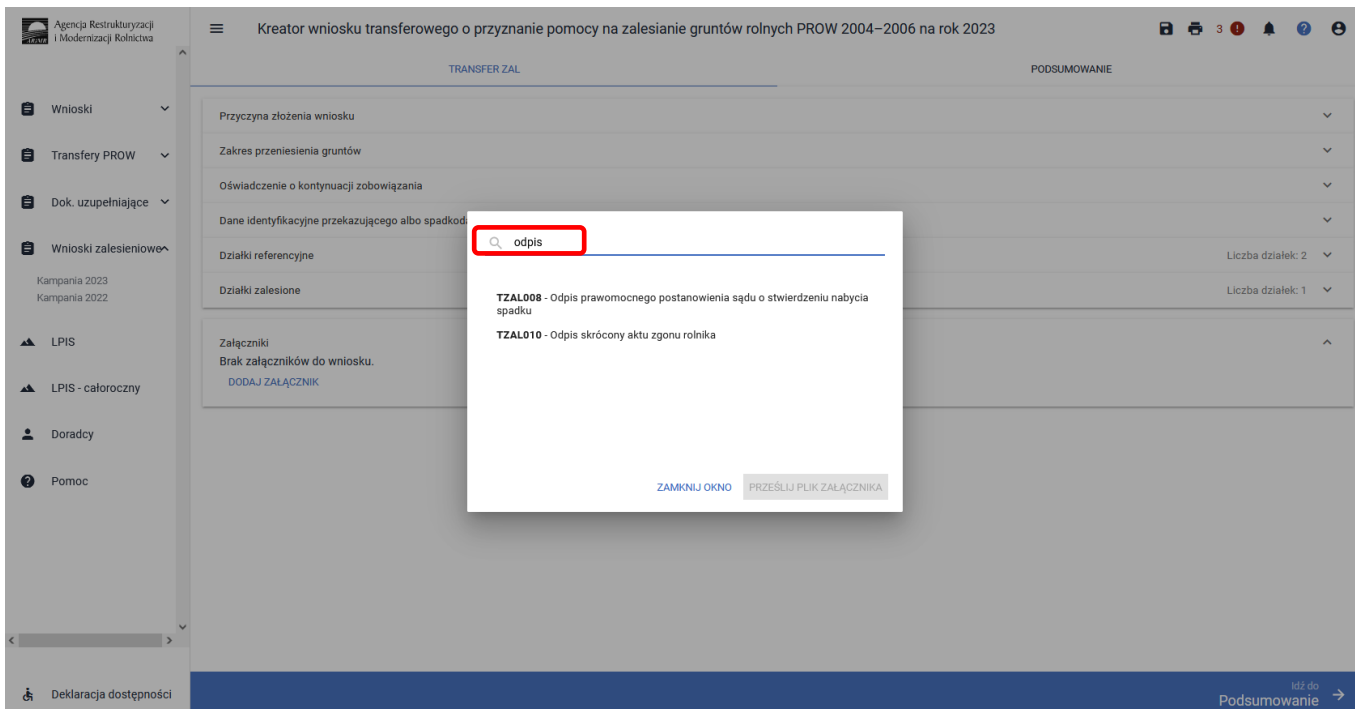 Agencja Restrukturyzacji
i Modernizacji Rolnictwa
Kreator wniosku transferowego o przyznanie pomocy na zalesianie gruntów rolnych PROW 2004–2006 na rok 2023
3
TRANSFER ZAL
PODSUMOWANIE
Wnioski
Transfery PROW
Dok. uzupełniające
Wnioski zalesieniowe
Kampania 2023
Kampania 2022
LPIS
LPIS - całoroczny
Doradcy
Pomoc
Deklaracja dostępności
Przyczyna złożenia wniosku
Zakres przeniesienia gruntów
Oświadczenie o kontynuacji zobowiązania
Dane identyfikacyjne przekazującego albo spadkod
Działki referencyjne
Liczba działek: 2
Działki zalesione
Liczba działek: 1
Załączniki
Brak załączników do wniosku.
DODAJ ZAŁĄCZNIK
odpis
TZAL008 - Odpis prawomocnego postanowienia sądu o stwierdzeniu nabycia
spadku
TZAL010 - Odpis skrócony aktu zgonu rolnika
ZAMKNIJ OKNO
PRZEŚLIJ PLIK ZAŁĄCZNIKA
Idź do
Podsumowanie